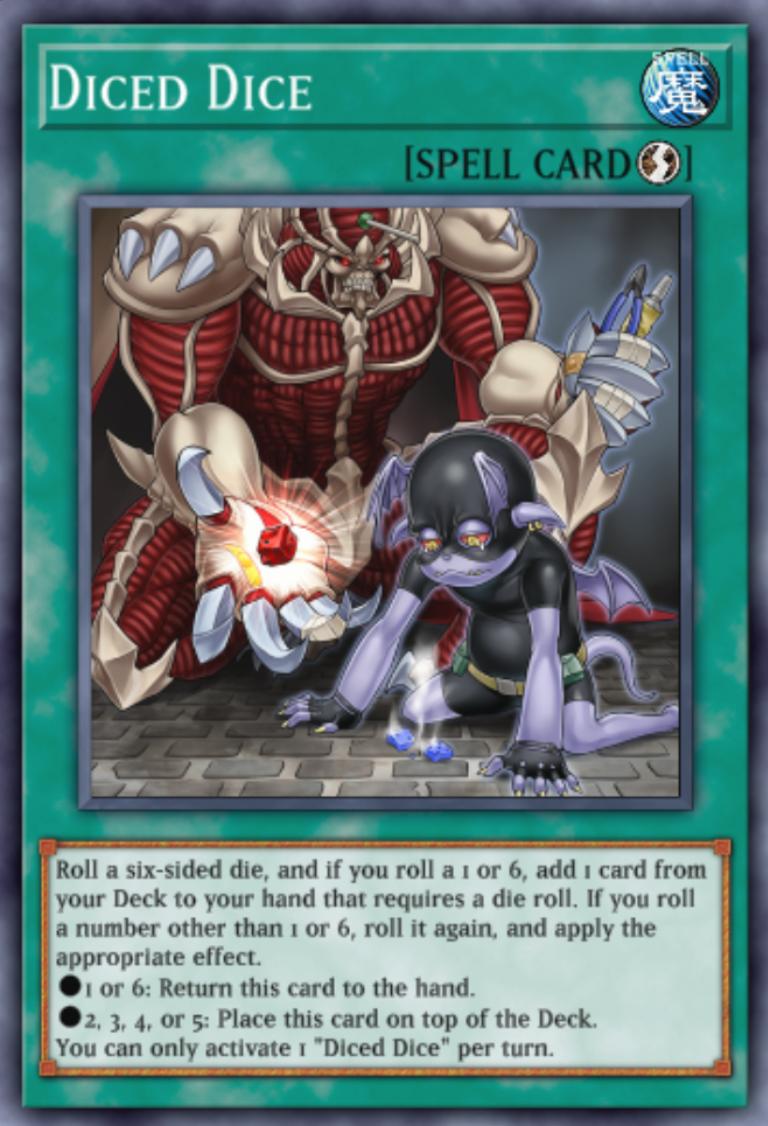 DICED DICE
SPELL
魔
[SPELL CARD]
Roll a six-sided die, and if you roll a 1 or 6, add 1 card from
your Deck to your hand that requires a die roll. If you roll
a number other than 1 or 6, roll it again, and apply the
appropriate effect.
●1 or 6: Return this card to the hand.
●2, 3, 4, or 5: Place this card on top of the Deck.
You can only activate 1 "Diced Dice" per turn.